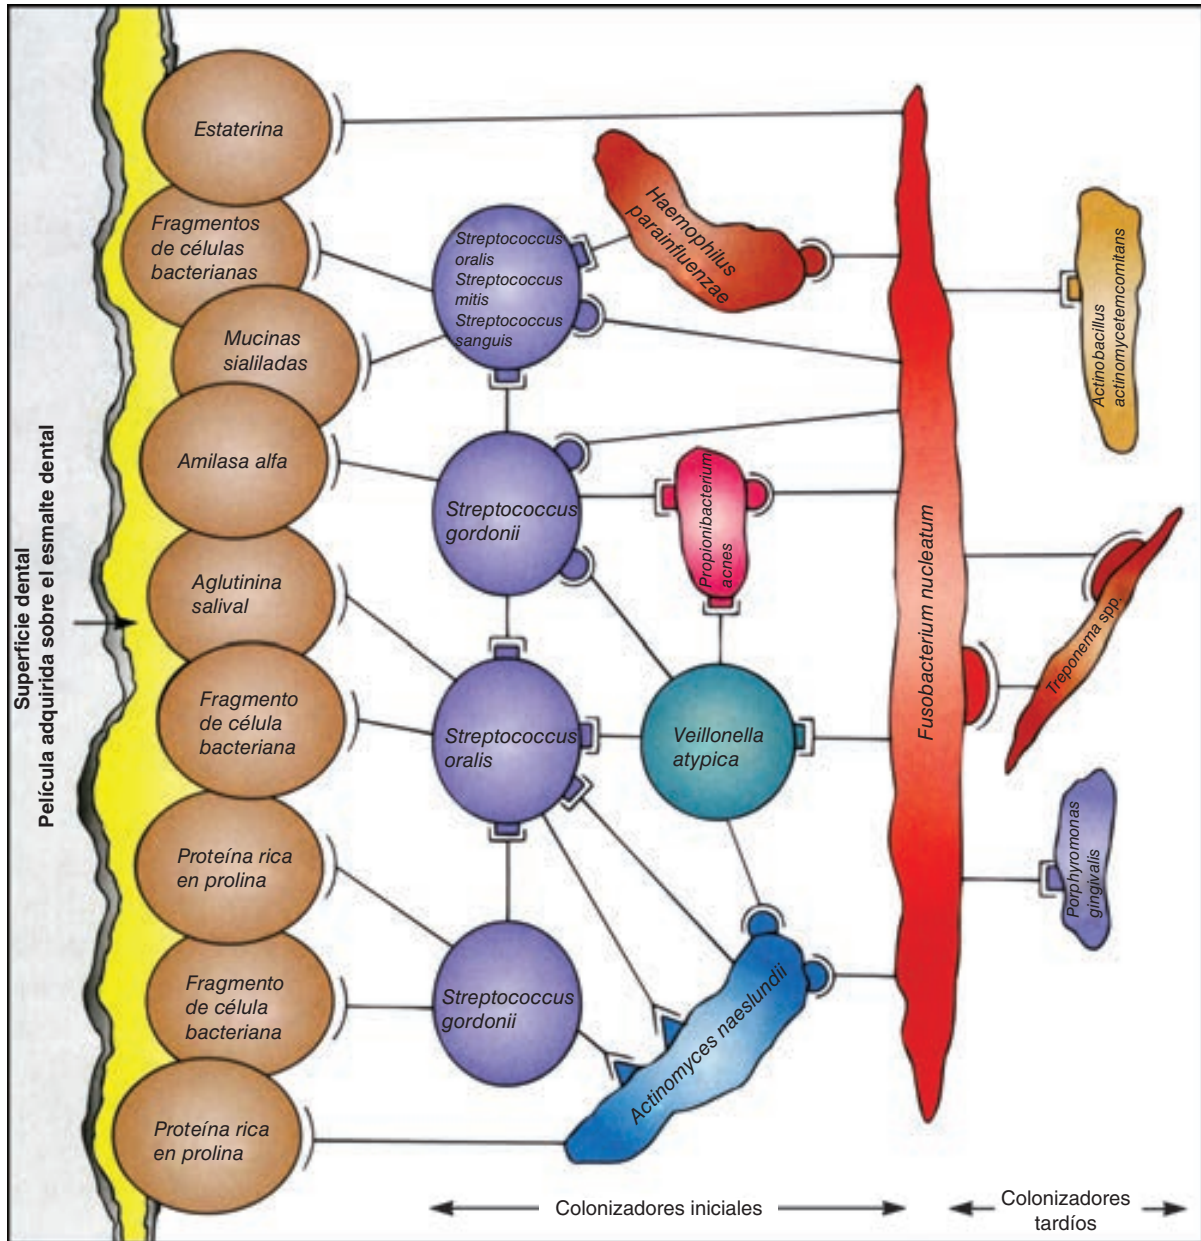 Superficie dental
Película adquirida sobre el esmalte dental
Estaterina
Fragmentos
de células
bacterianas
Mucinas
sialiladas
Amilasa alfa
Aglutinina
salival
Fragmento
de célula
bacteriana
Proteína rica
en prolina
Fragmento
de célula
bacteriana
Proteína rica
en prolina
Streptococcus
oralis
Streptococcus
mitis
Streptococcus
sanguis
Streptococcus
gordonii
Streptococcus
oralis
Streptococcus
gordonii
Haemophilus
parainfluenzae
Propionibacterium
acnes
Veillonella
atypica
Actinomyces naeslundii
Fusobacterium nucleatum
Actinobacillus
actinomycetemcomitans
Treponema spp.
Porphyromonas
gingivalis
Colonizadores iniciales
Colonizadores
tardíos